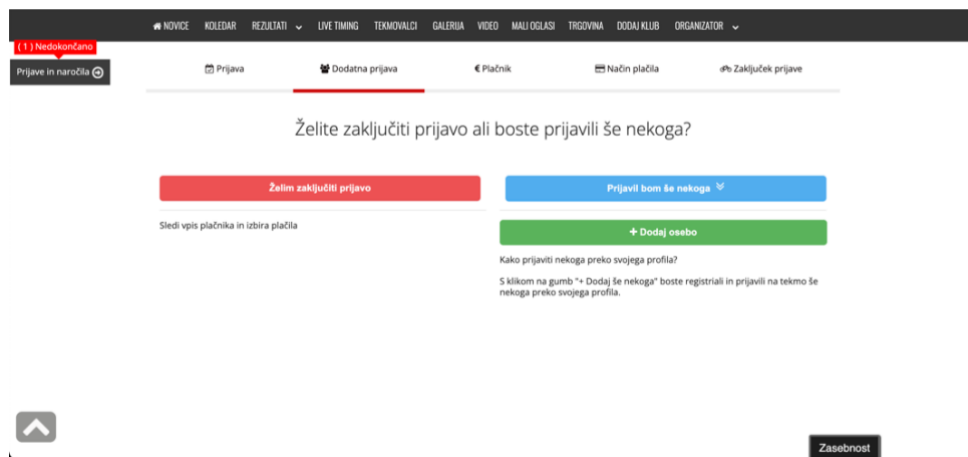 NOVICE KOLEDAR REZULTATI LIVE TIMING TEKMOVALCI GALERIJA VIDEO MALI OGLASI TRGOVINA DODAJ KLUB ORGANIZATOR
( 1 ) Nedokončano
Prijave in naročila
Prijava Dodatna prijava € Plačnik Način plačila Zaključek prijave
Želite zaključiti prijavo ali boste prijavili še nekoga?
Želim zaključiti prijavo
Prijavil bom še nekoga
Sledi vpis plačnika in izbira plačila
+ Dodaj osebo
Kako prijaviti nekoga preko svojega profila?
S klikom na gumb "+ Dodaj še nekoga" boste registriali in prijavili na tekmo še
nekoga preko svojega profila.
Zasebnost